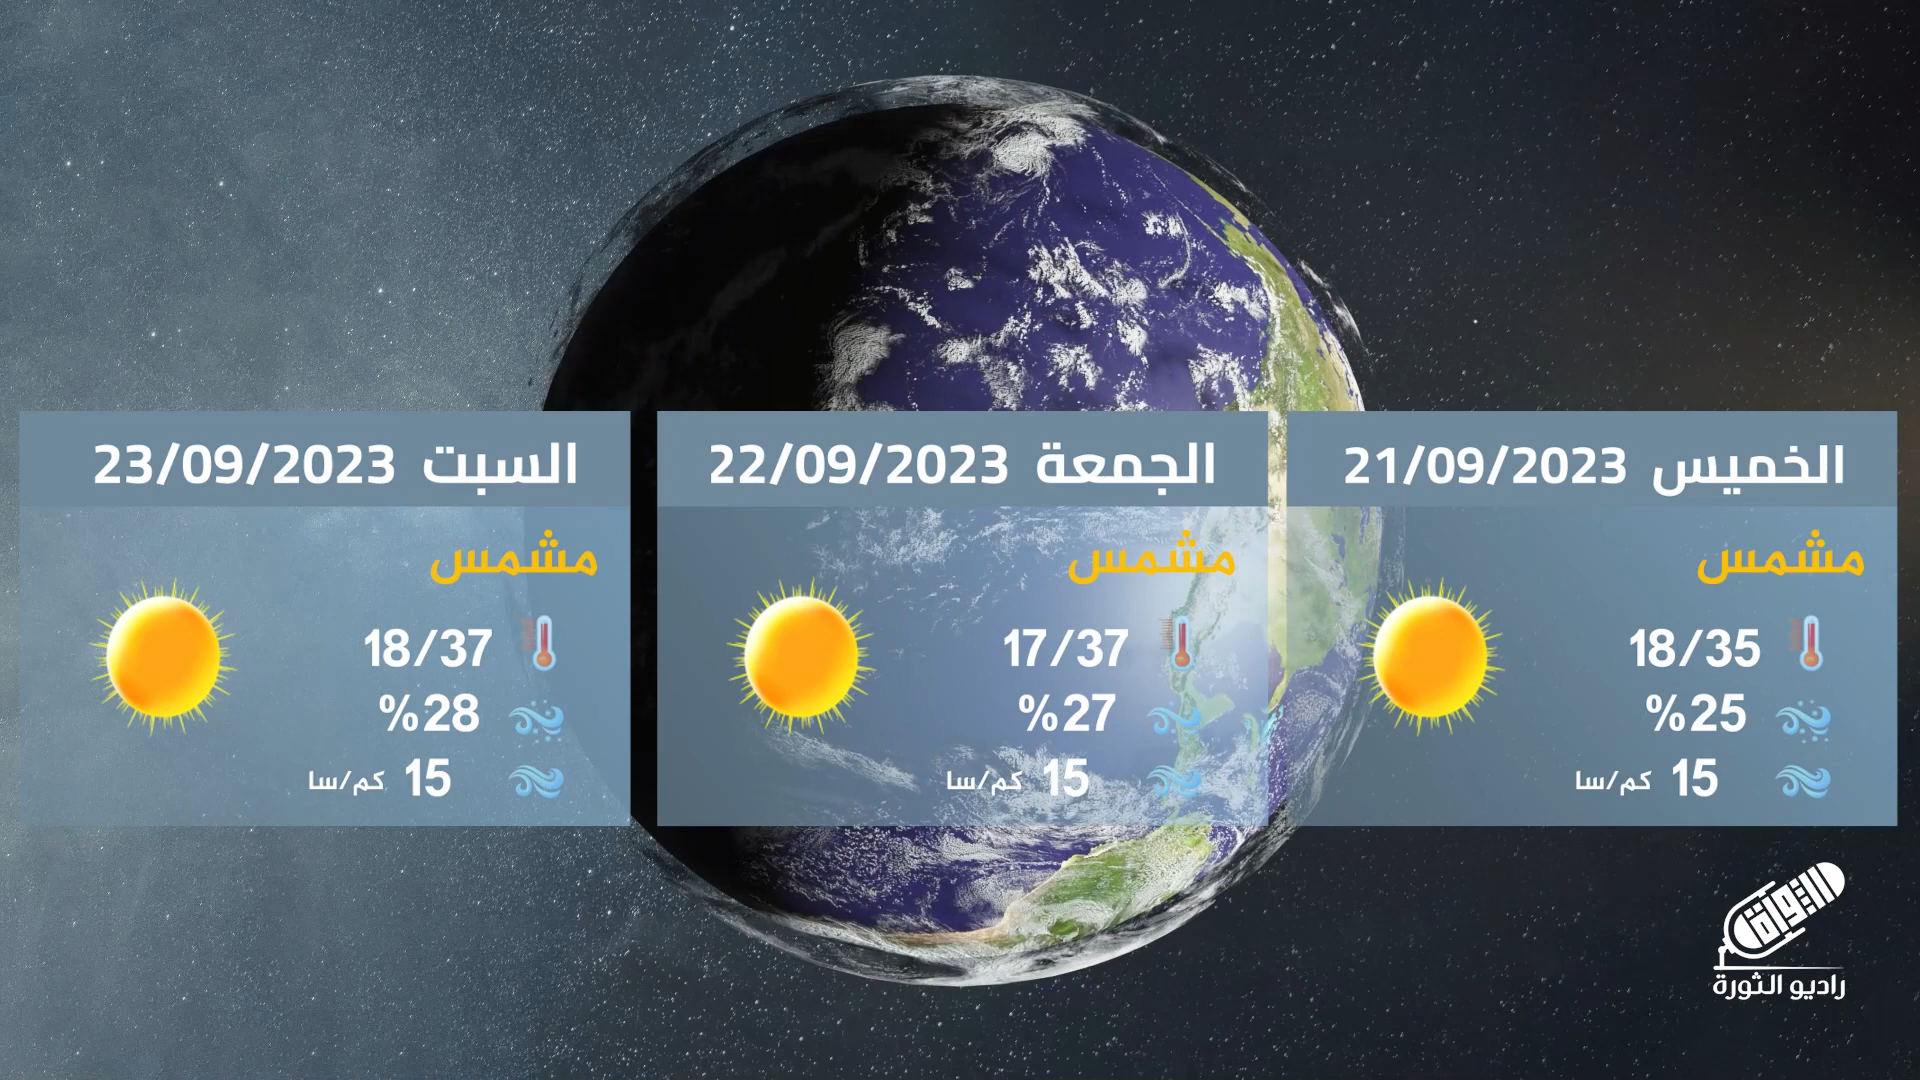 الخميس 21/09/2023
مشمس
18/35
%25
15 كم/سا
الجمعة 22/09/2023
مشمس
17/37
%27
15 كم/سا
السبت 23/09/2023
مشمس
18/37
%28
15 كم/سا
الثورة
راديو الثورة